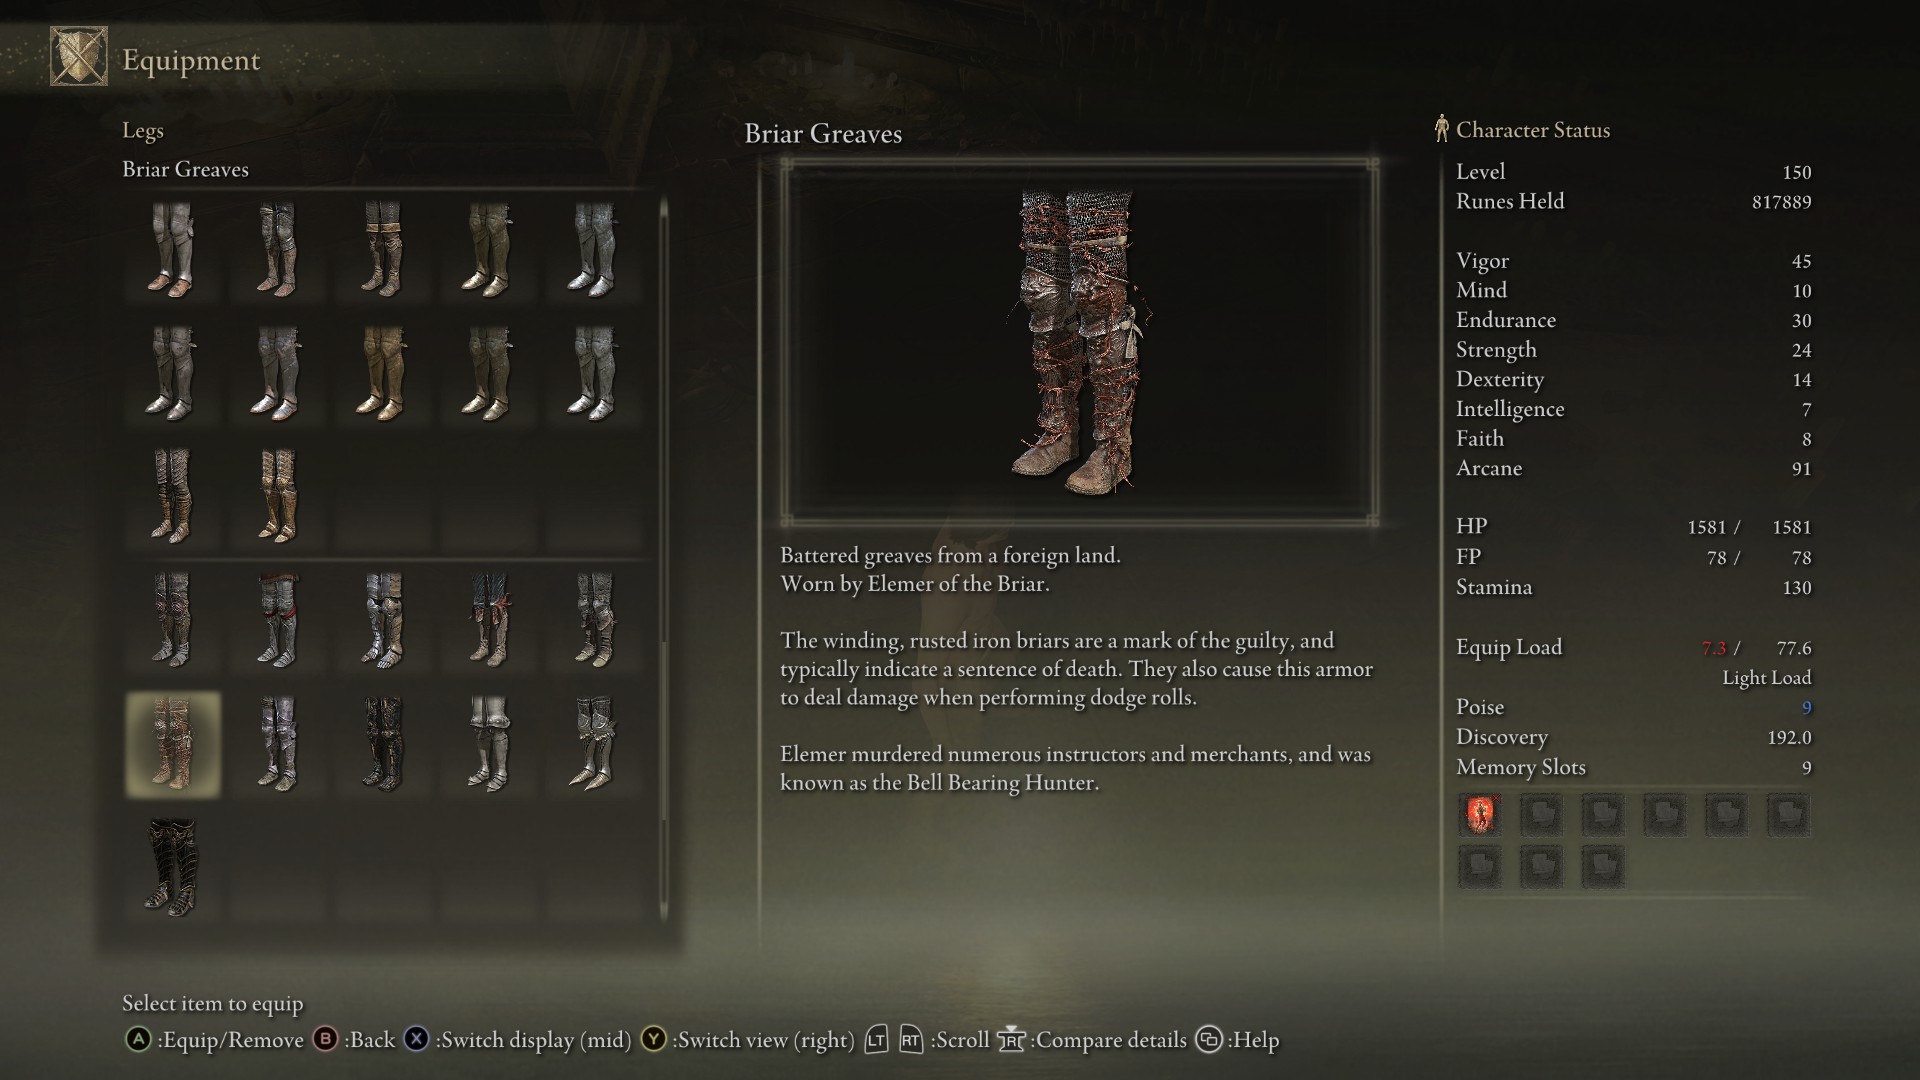 Equipment
Legs
Briar Greaves
Briar Greaves
Battered greaves from a foreign land.
Worn by Elemer of the Briar.
The winding, rusted iron briars are a mark of the guilty, and
typically indicate a sentence of death. They also cause this armor
to deal damage when performing dodge rolls.
Elemer murdered numerous instructors and merchants, and was
known as the Bell Bearing Hunter.
Character Status
Level 150
Runes Held 817889
Vigor 45
Mind 10
Endurance 30
Strength 24
Dexterity 14
Intelligence 7
Faith 8
Arcane 91
HP 1581 / 1581
FP 78 / 78
Stamina 130
Equip Load 7.3 / 77.6
Light Load
Poise 9
Discovery 192.0
Memory Slots 9
Select item to equip
A :Equip/Remove B :Back X :Switch display (mid) Y :Switch view (right) LT RT :Scroll R :Compare details :Help